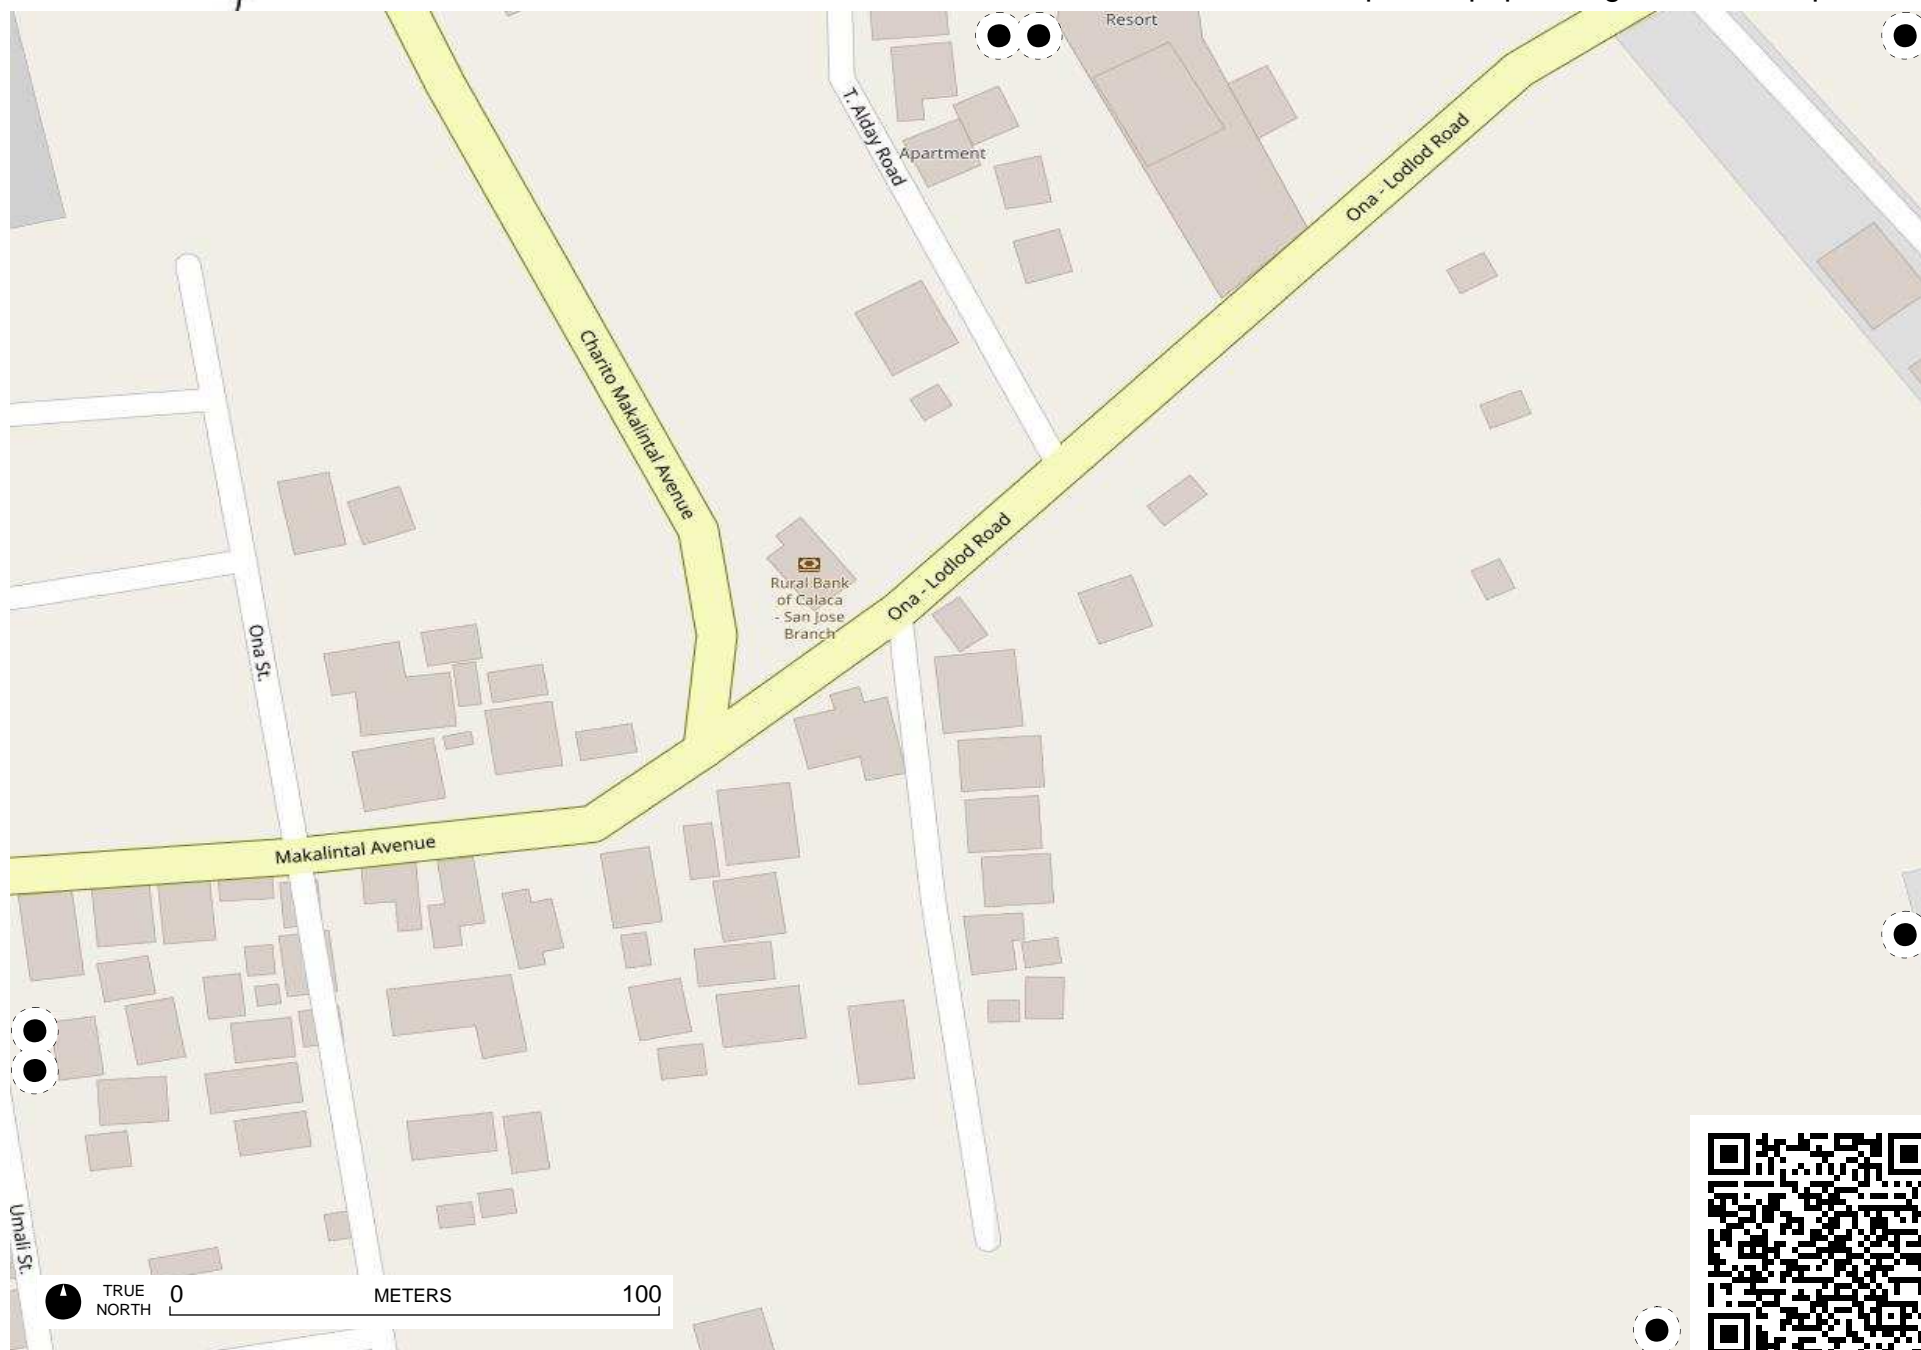 Resort
T. Alday Road
Apartment
Ona - Lodlod Road
Charito Makalintal Avenue
Ona - Lodlod Road
Rural Bank
of Calaca
- San Jose
Branch
Ona St.
Makalintal Avenue
Umali St.
TRUE
NORTH
0
METERS
100